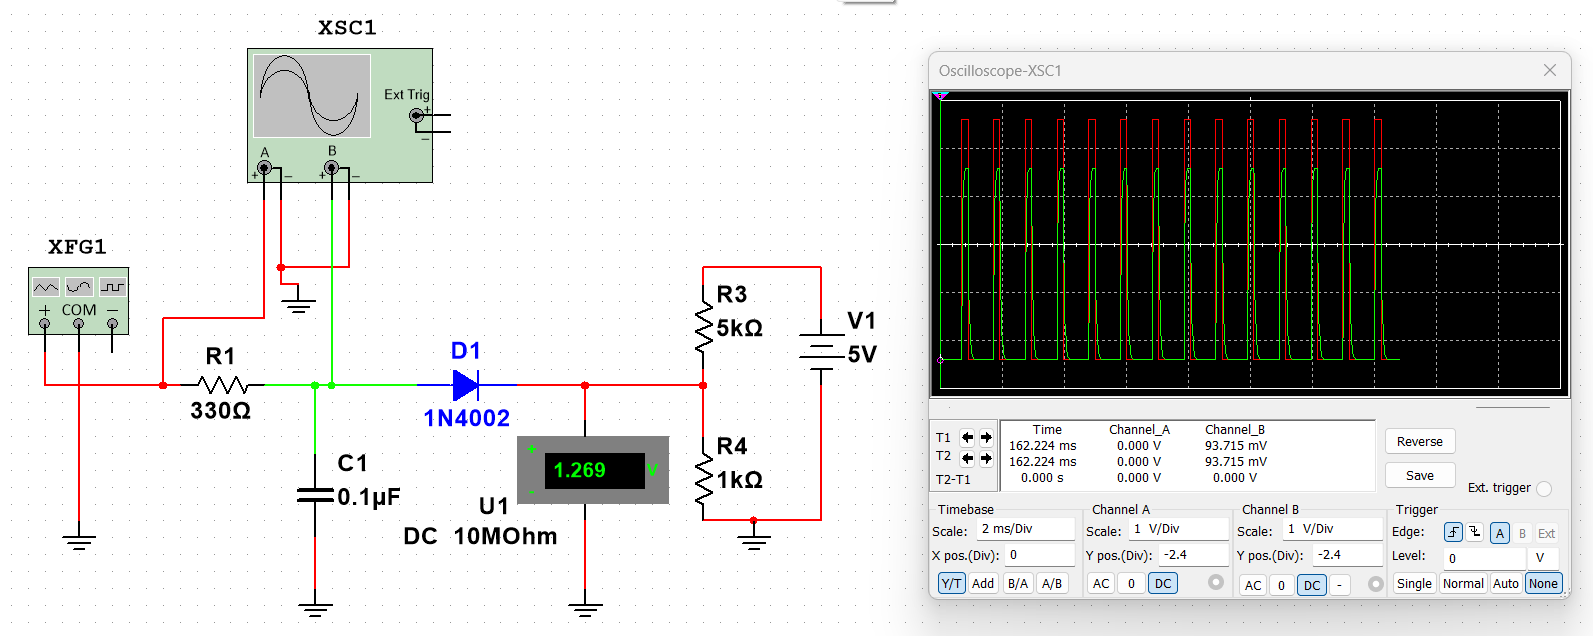 XSC1
Ext Trig
+
–
A
B
+ – + –
XFG1
+ COM –
R1
330Ω
C1
0.1µF
D1
1N4002
+
1.269 V
-
U1
DC 10MOhm
R3
5kΩ
R4
1kΩ
V1
5V
Oscilloscope-XSC1
Time Channel_A Channel_B
T1 162.224 ms 0.000 V 93.715 mV
T2 162.224 ms 0.000 V 93.715 mV
T2-T1 0.000 s 0.000 V 0.000 V
Reverse
Save
Ext. trigger
Timebase
Scale: 2 ms/Div
X pos.(Div): 0
Y/T Add B/A A/B
Channel A
Scale: 1 V/Div
Y pos.(Div): -2.4
AC 0 DC
Channel B
Scale: 1 V/Div
Y pos.(Div): -2.4
AC 0 DC -
Trigger
Edge: A B Ext
Level: 0 V
Single Normal Auto None